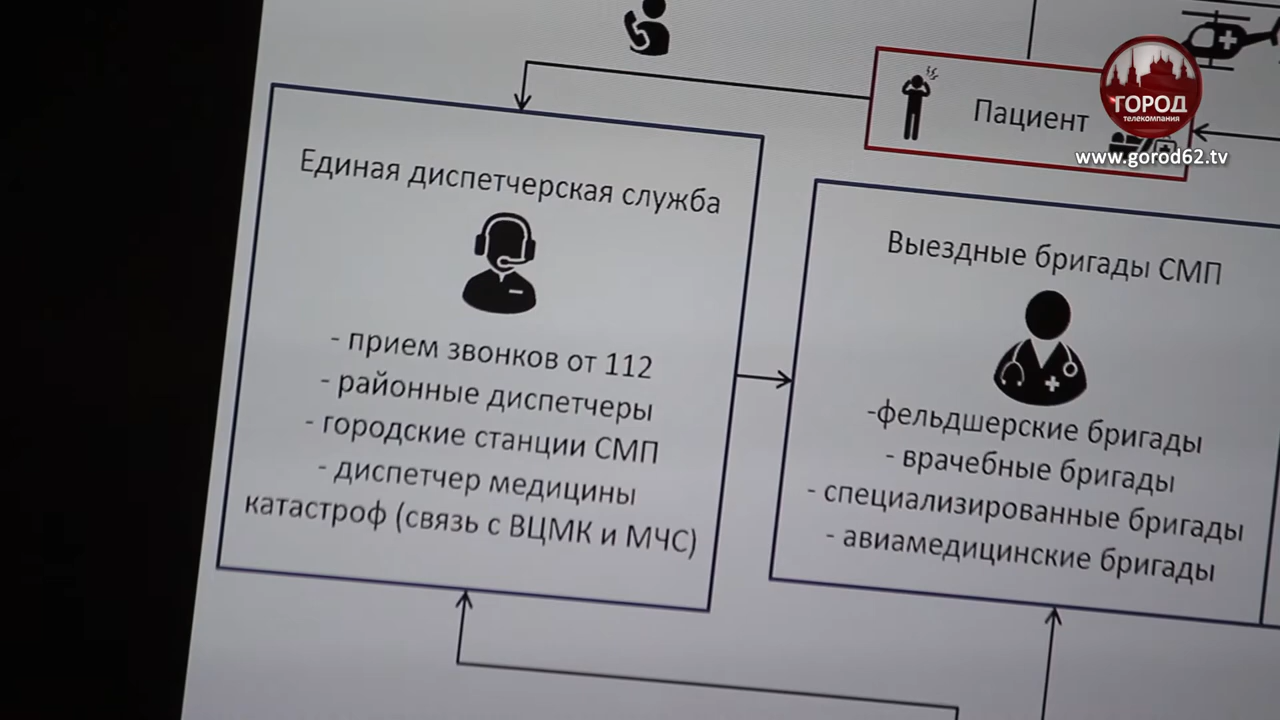 ГОРОД
телекомпания
www.gorod62.tv
Пациент
Единая диспетчерская служба
- прием звонков от 112
- районные диспетчеры
- городские станции СМП
- диспетчер медицины
катастроф (связь с ВЦМК и МЧС)
Выездные бригады СМП
-фельдшерские бригады
- врачебные бригады
- специализированные бригады
- авиамедицинские бригады